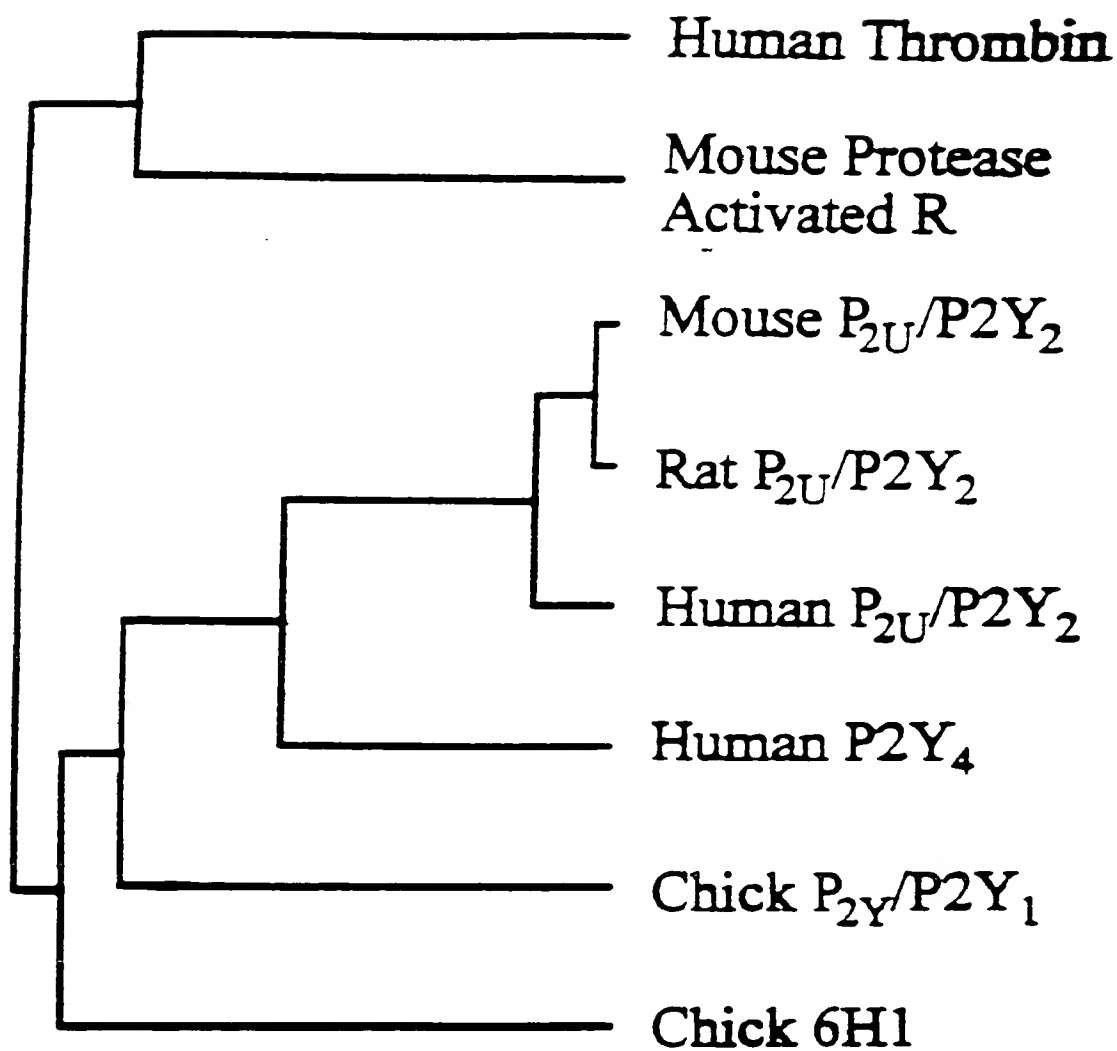 Human Thrombin
Mouse Protease
Activated R
Mouse P₂U/P2Y₂
Rat P₂U/P2Y₂
Human P₂U/P2Y₂
Human P2Y₄
Chick P₂Y/P2Y₁
Chick 6H1